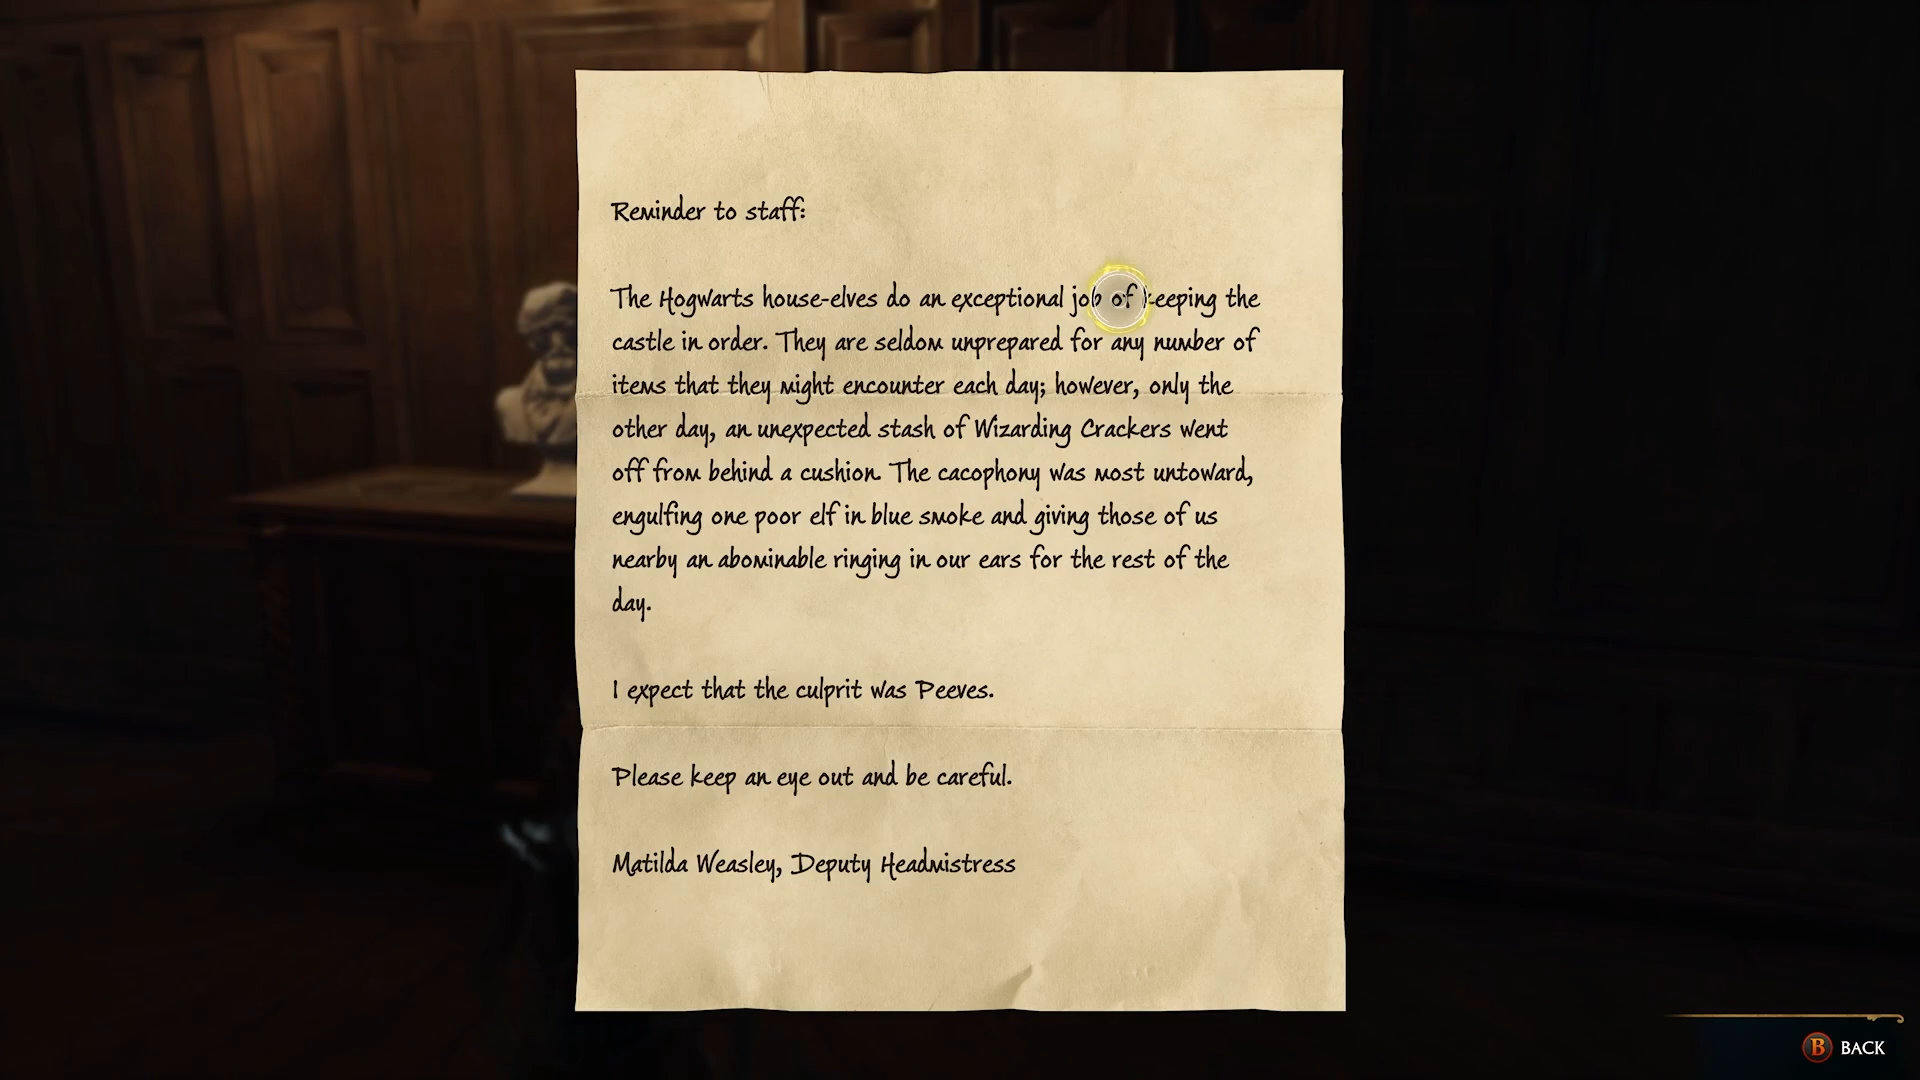 Reminder to staff:
The Hogwarts house-elves do an exceptional job of keeping the
castle in order. They are seldom unprepared for any number of
items that they might encounter each day; however, only the
other day, an unexpected stash of Wizarding Crackers went
off from behind a cushion. The cacophony was most untoward,
engulfing one poor elf in blue smoke and giving those of us
nearby an abominable ringing in our ears for the rest of the
day.
I expect that the culprit was Peeves.
Please keep an eye out and be careful.
Matilda Weasley, Deputy Headmistress
B BACK